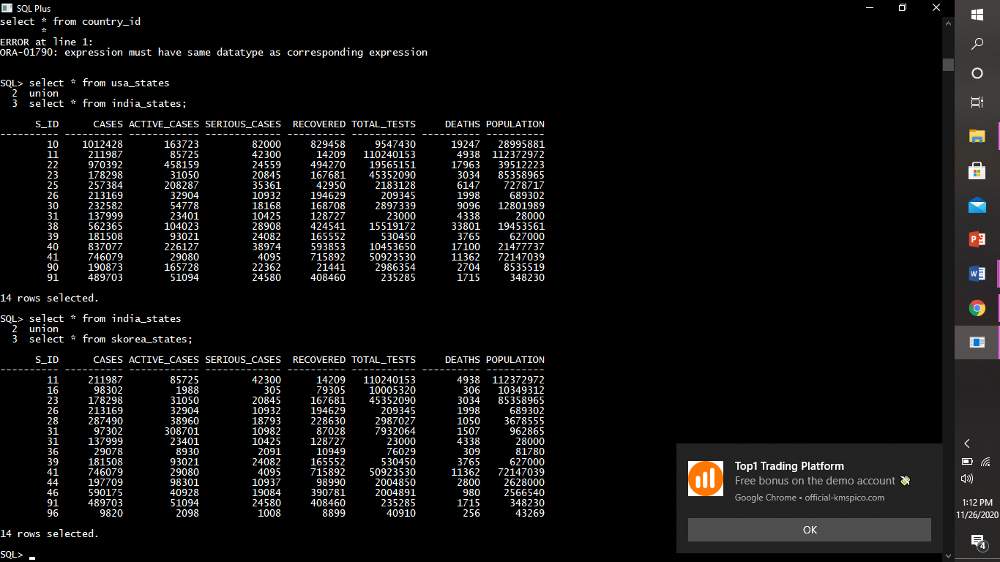 SQL Plus
select * from country_id
       *
ERROR at line 1:
ORA-01790: expression must have same datatype as corresponding expression

SQL> select * from usa_states
  2  union
  3  select * from india_states;

      S_ID      CASES ACTIVE_CASES SERIOUS_CASES  RECOVERED TOTAL_TESTS     DEATHS POPULATION
---------- ---------- ------------ ------------- ---------- ----------- ---------- ----------
        10    1012428       163723         82000     829458     9547430      19247   28995881
        11     211987        85725         42300      14209   110240153       4938  112372972
        22     970392       458159         24559     494270    19565151      17963   39512223
        23     178298        31050         20845     167681    45352090       3034   85358965
        25     257384       208287         35361      42950     2183128       6147    7278717
        26     213169        32904         10932     194629      209345       1998     689302
        30     232582        54778         18168     168708     2897339       9096   12801989
        31     137999        23401         10425     128727       23000       4338      28000
        38     562365       104023         28908     424541    15519172      33801   19453561
        39     181508        93021         24082     165552      530450       3765     627000
        40     837077       226127         38974     593853    10453650      17100   21477737
        41     746079        29080          4095     715892    50923530      11362   72147039
        90     190873       165728         22362      21441     2986354       2704    8535519
        91     489703        51094         24580     408460      235285       1715     348230

14 rows selected.

SQL> select * from india_states
  2  union
  3  select * from skorea_states;

      S_ID      CASES ACTIVE_CASES SERIOUS_CASES  RECOVERED TOTAL_TESTS     DEATHS POPULATION
---------- ---------- ------------ ------------- ---------- ----------- ---------- ----------
        11     211987        85725         42300      14209   110240153       4938  112372972
        16      98302         1988           305      79305    10005320        306   10349312
        23     178298        31050         20845     167681    45352090       3034   85358965
        26     213169        32904         10932     194629      209345       1998     689302
        28     287490        38960         18793     228630     2987027       1050    3678555
        31      97302       308701         10982      87028     7932064       1507     962865
        31     137999        23401         10425     128727       23000       4338      28000
        36      29078         8930          2091      10949       76029        309      81780
        39     181508        93021         24082     165552      530450       3765     627000
        41     746079        29080          4095     715892    50923530      11362   72147039
        44     197709        98301         10937      98990     2004850       2800    2628000
        46     590175        40928         19084     390781     2004891        980    2566540
        91     489703        51094         24580     408460      235285       1715     348230
        96       9820         2098          1008       8899       40910        256      43269

14 rows selected.

SQL>
Top1 Trading Platform
Free bonus on the demo account 💸
Google Chrome • official-kmspico.com
OK
P
W
1:12 PM
11/26/2020
4